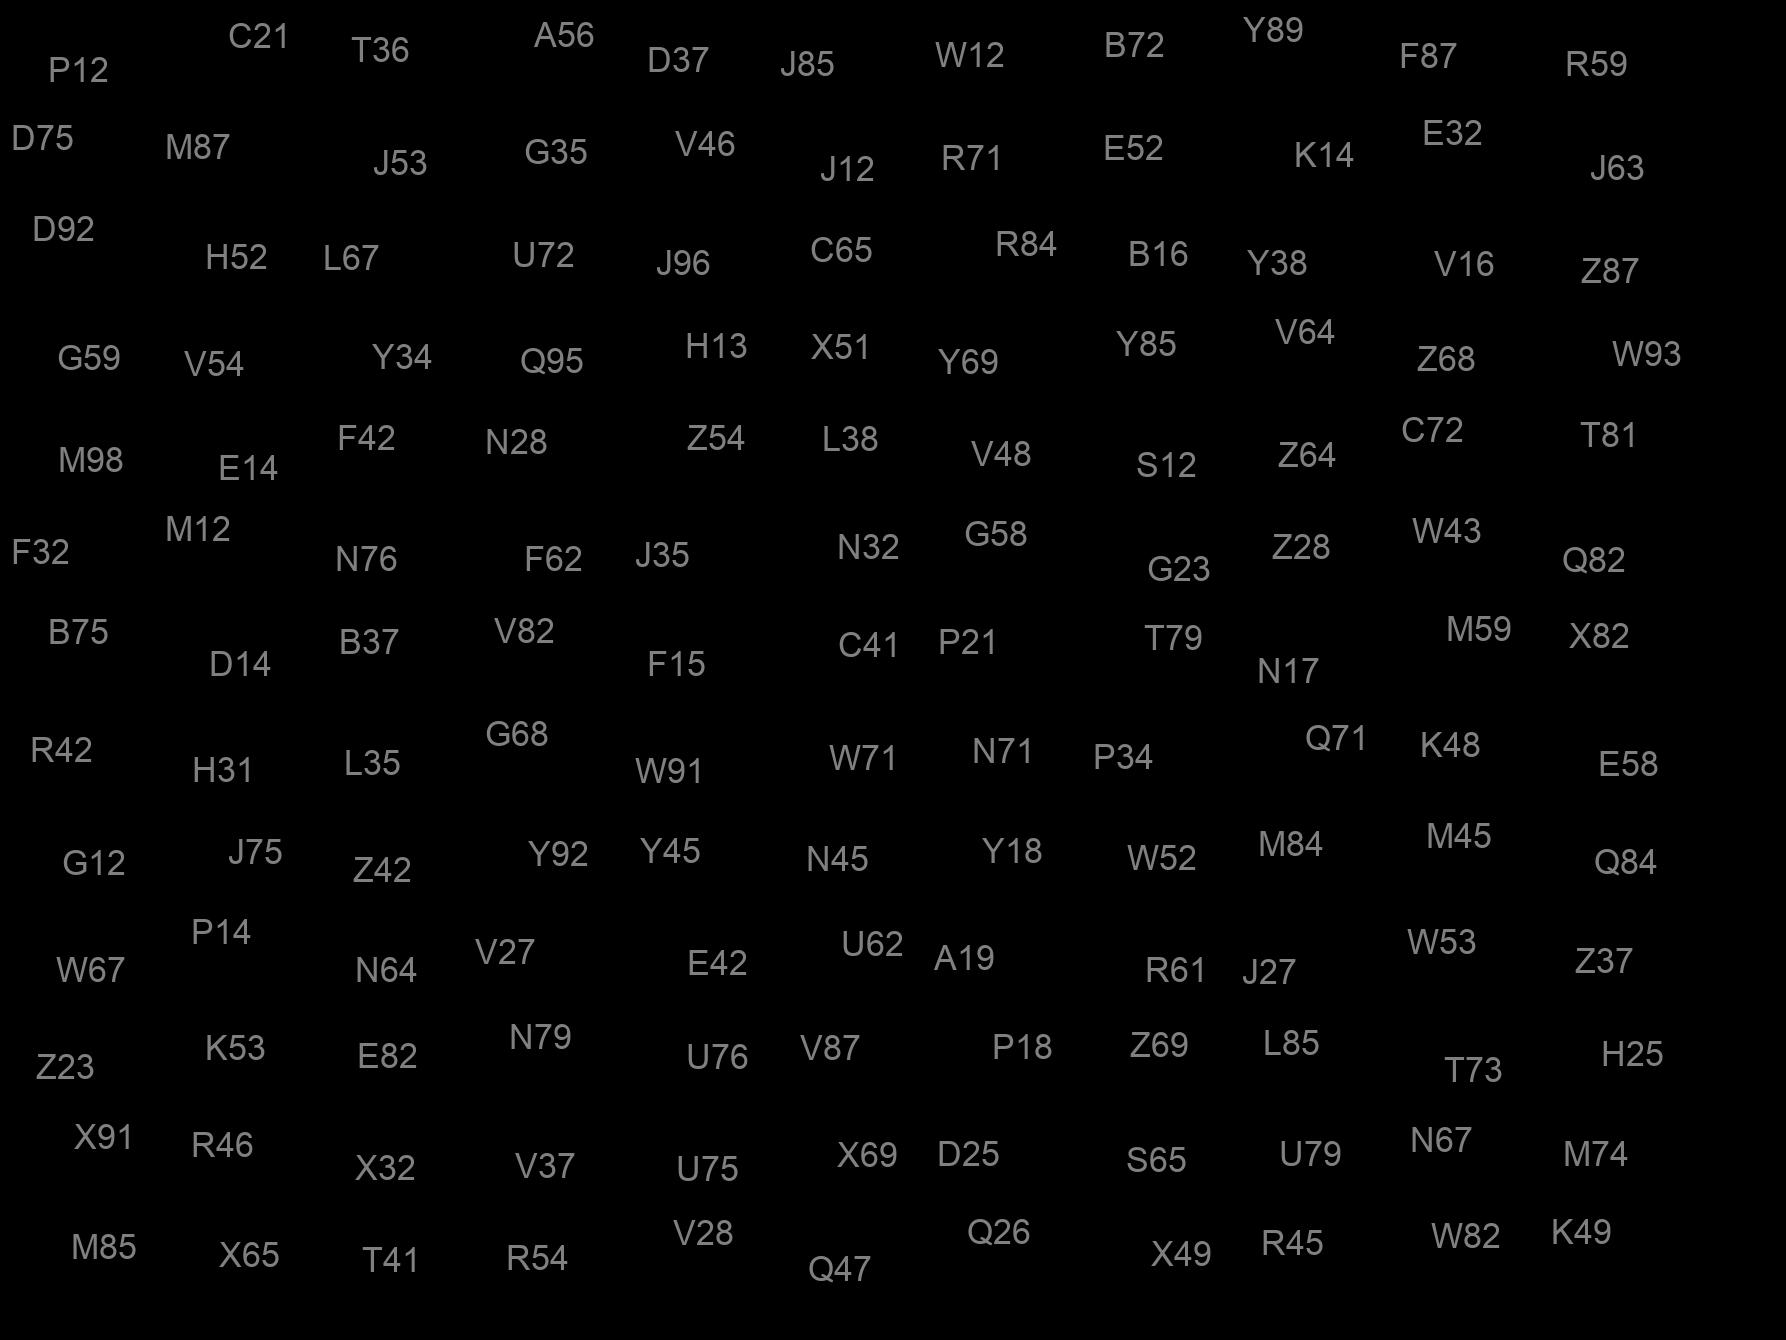 P12 C21 T36 A56 D37 J85 W12 B72 Y89 F87 R59
D75 M87 J53 G35 V46 J12 R71 E52 K14 E32 J63
D92 H52 L67 U72 J96 C65 R84 B16 Y38 V16 Z87
G59 V54 Y34 Q95 H13 X51 Y69 Y85 V64 Z68 W93
M98 E14 F42 N28 Z54 L38 V48 S12 Z64 C72 T81
F32 M12 N76 F62 J35 N32 G58 G23 Z28 W43 Q82
B75 D14 B37 V82 F15 C41 P21 T79 N17 M59 X82
R42 H31 L35 G68 W91 W71 N71 P34 Q71 K48 E58
G12 J75 Z42 Y92 Y45 N45 Y18 W52 M84 M45 Q84
W67 P14 N64 V27 E42 U62 A19 R61 J27 W53 Z37
Z23 K53 E82 N79 U76 V87 P18 Z69 L85 T73 H25
X91 R46 X32 V37 U75 X69 D25 S65 U79 N67 M74
M85 X65 T41 R54 V28 Q47 Q26 X49 R45 W82 K49